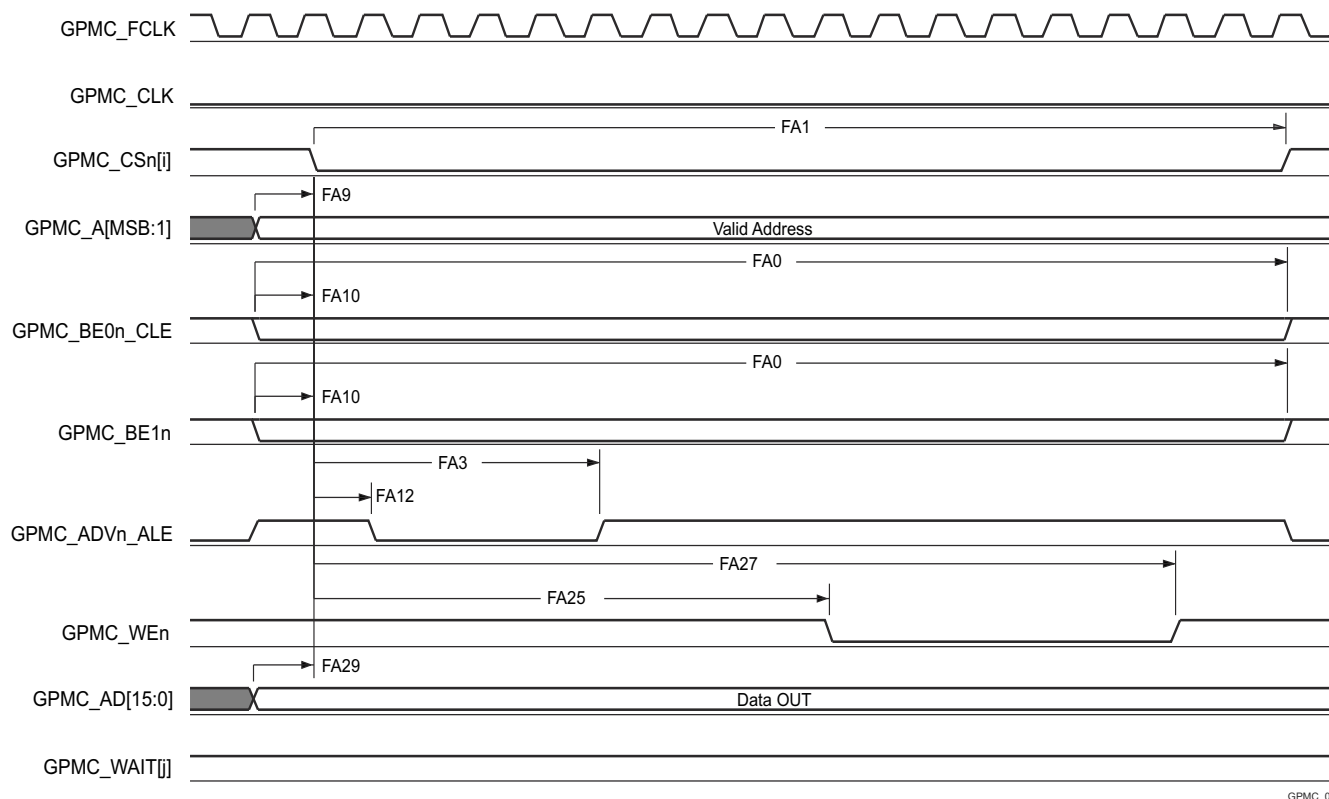 GPMC_FCLK
GPMC_CLK
FA1
GPMC_CSn[i]
FA9
GPMC_A[MSB:1]
Valid Address
FA0
FA10
GPMC_BE0n_CLE
FA0
FA10
GPMC_BE1n
FA3
FA12
GPMC_ADVn_ALE
FA27
FA25
GPMC_WEn
FA29
GPMC_AD[15:0]
Data OUT
GPMC_WAIT[j]